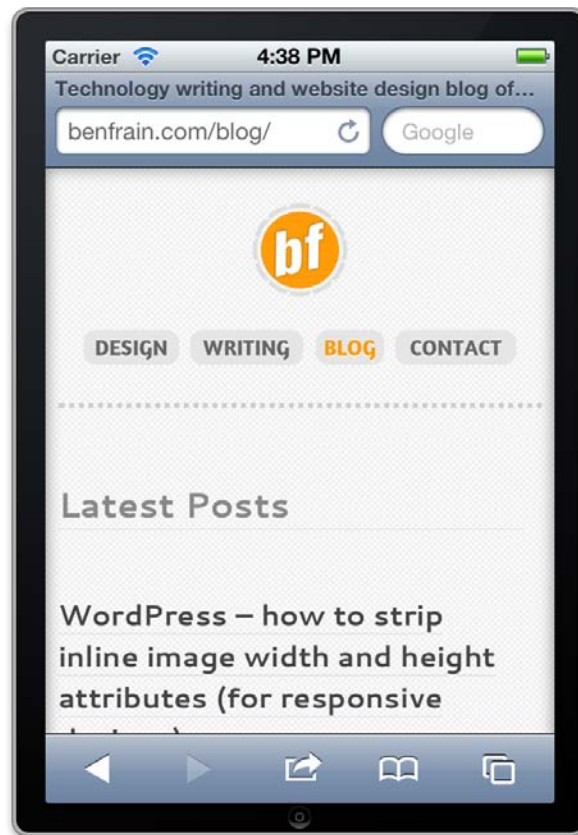 Carrier 4:38 PM
Technology writing and website design blog of...
benfrain.com/blog/ Google
bf
DESIGN WRITING BLOG CONTACT
Latest Posts
WordPress – how to strip
inline image width and height
attributes (for responsive